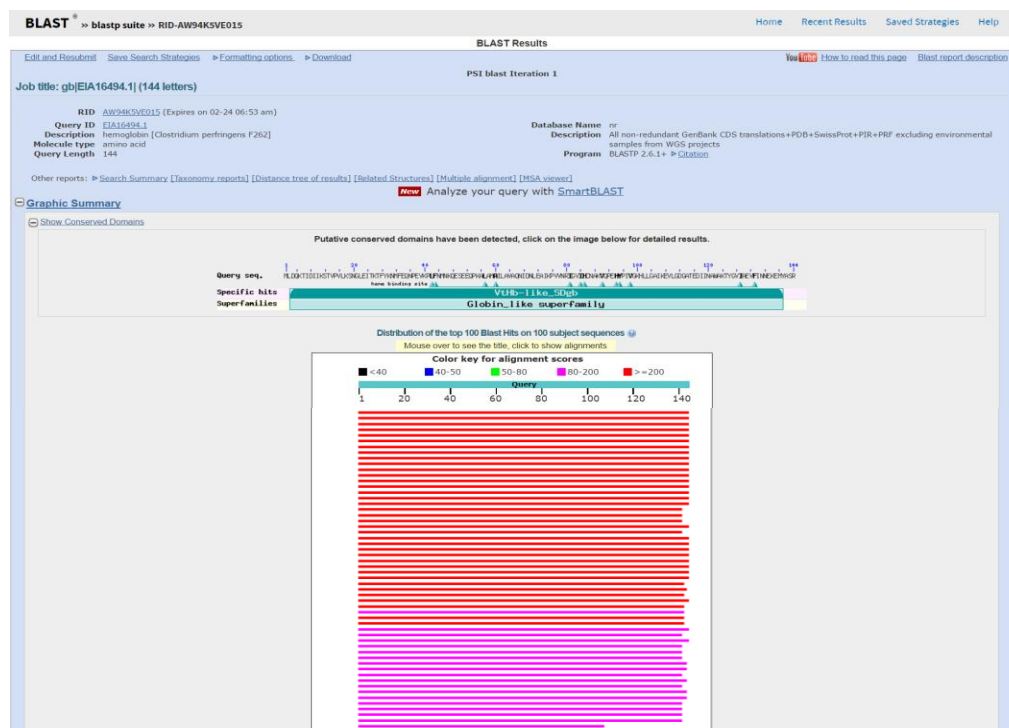 BLAST ® » blastp suite » RID-AW94K5VE015
Home Recent Results Saved Strategies Help
BLAST Results
Edit and Resubmit Save Search Strategies ▷Formatting options ▷Download
YouTube How to read this page Blast report description
PSI blast Iteration 1
Job title: gb|EIA16494.1| (144 letters)
RID AW94K5VE015 (Expires on 02-24 06:53 am)
Query ID EIA16494.1
Description hemoglobin [Clostridium perfringens F262]
Molecule type amino acid
Query Length 144
Database Name nr
Description All non-redundant GenBank CDS translations+PDB+SwissProt+PIR+PRF excluding environmental
samples from WGS projects
Program BLASTP 2.6.1+ ▷Citation
Other reports: ▷Search Summary [Taxonomy reports] [Distance tree of results] [Related Structures] [Multiple alignment] [MSA viewer]
New Analyze your query with SmartBLAST
Graphic Summary
Show Conserved Domains
Putative conserved domains have been detected, click on the image below for detailed results.
1 20 40 60 80 100 120 144
Query seq.
heme binding site
Specific hits VtHb-like_SDgb
Superfamilies Globin_like superfamily
Distribution of the top 100 Blast Hits on 100 subject sequences
Mouse over to see the title, click to show alignments
Color key for alignment scores
<40 40-50 50-80 80-200 >=200
Query
1 20 40 60 80 100 120 140